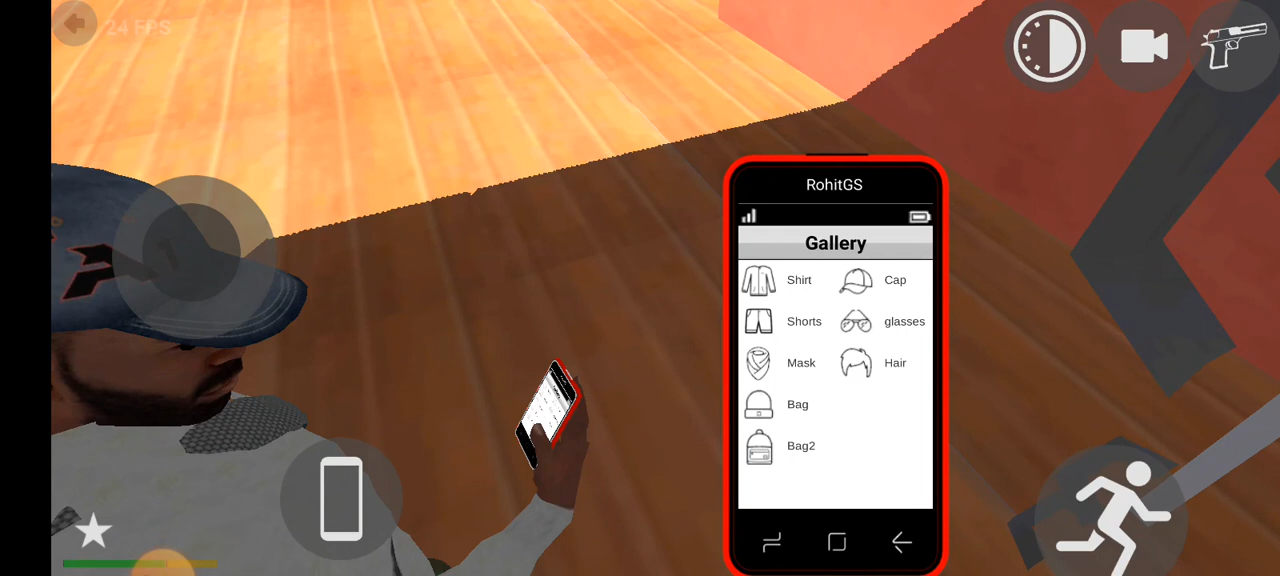 24 FPS
RohitGS
Gallery
Shirt Cap
Shorts glasses
Mask Hair
Bag
Bag2